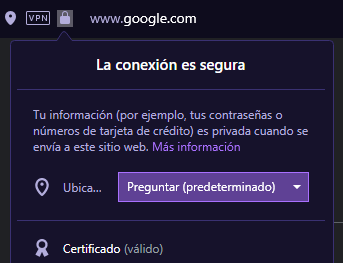 VPN www.google.com
La conexión es segura
Tu información (por ejemplo, tus contraseñas o
números de tarjeta de crédito) es privada cuando se
envía a este sitio web. Más información
Ubica... Preguntar (predeterminado)
Certificado (válido)